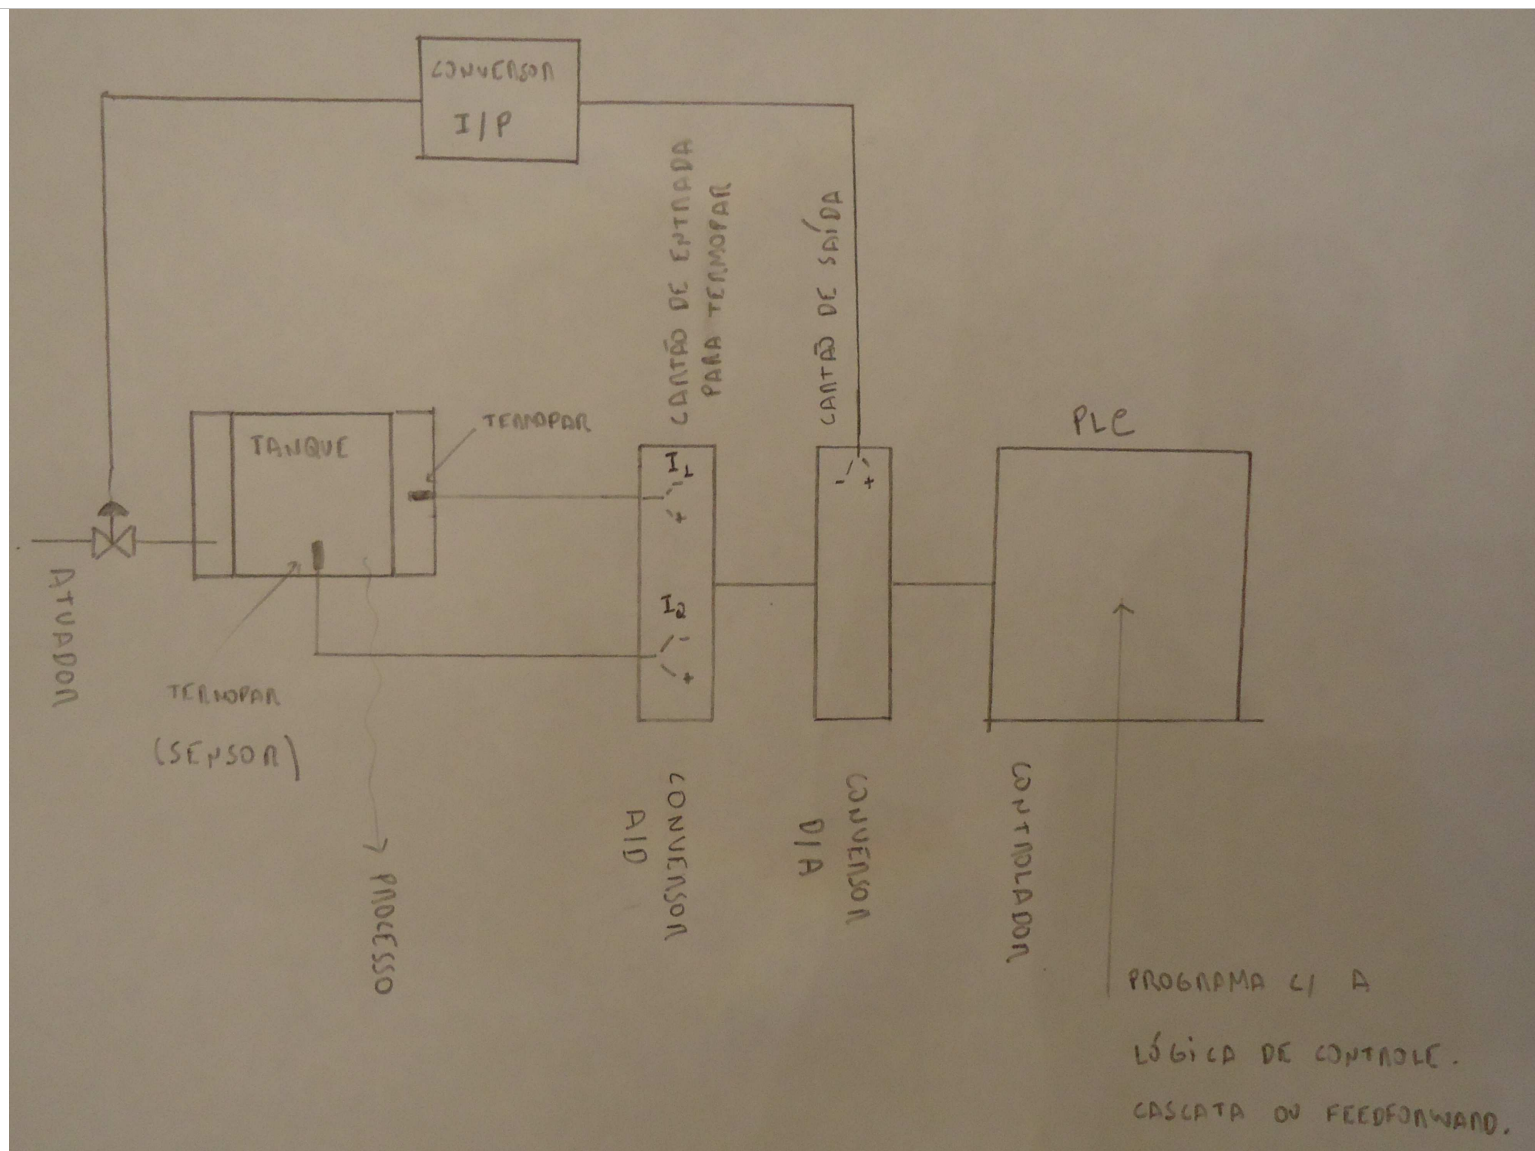 CONVERSOR
I/P
CARTÃO DE ENTRADA
PARA TERMOPAR
CARTÃO DE SAÍDA
PLC
TERMOPAR
TANQUE
I1
- +
I2
- +
- +
ATUADOR
TERMOPAR
(SENSOR)
PROCESSO
CONVERSOR
A/D
CONVERSOR
D/A
CONTROLADOR
PROGRAMA C/ A
LÓGICA DE CONTROLE.
CASCATA OU FEEDFORWARD.